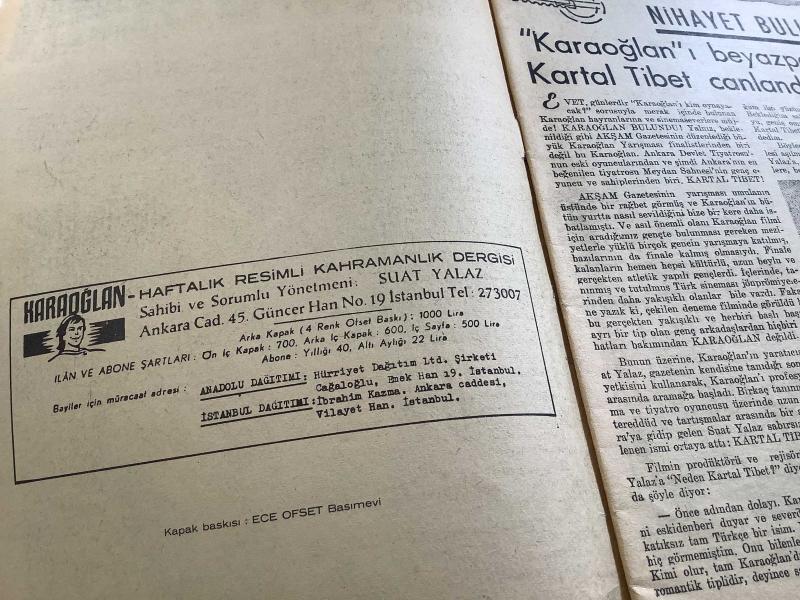 KARAOĞLAN - HAFTALIK RESİMLİ KAHRAMANLIK DERGİSİ
Sahibi ve Sorumlu Yönetmeni: SUAT YALAZ
Ankara Cad. 45. Güncer Han No. 19 İstanbul Tel: 273007
Arka Kapak (4 Renk Ofset Baskı): 1000 Lira
İLÂN VE ABONE ŞARTLARI: Ön İç Kapak: 700, Arka İç Kapak: 600, İç Sayfa: 500 Lira
Abone: Yıllığı 40, Altı Aylığı 22 Lira
Bayiler için müracaat adresi:
ANADOLU DAĞITIMI: Hürriyet Dağıtım Ltd. Şirketi
Cağaloğlu, Emek Han 19. İstanbul.
İSTANBUL DAĞITIMI: İbrahim Kazma. Ankara caddesi,
Vilayet Han. İstanbul.
Kapak baskısı: ECE OFSET Basımevi
NİHAYET BULU
"Karaoğlan"ı beyazpe
Kartal Tibet canland
EVET, günlerdir "Karaoğlan'ı kim oynaya-
cak?" sorusuyla merak içinde bulunan
Karaoğlan hayranlarına ve sinemaseverlere müj-
de! KARAOĞLAN BULUNDU! Yalnız, bekle-
nildiği gibi AKŞAM Gazetesinin düzenlediği bü-
yük Karaoğlan Yarışması finalistlerinden biri
değil bu Karaoğlan. Ankara Devlet Tiyatrosu'-
nun eski oyuncularından ve şimdi Ankara'nın en
beğenilen tiyatrosu Meydan Sahnesi'nin genç o-
yuncu ve sahiplerinden biri, KARTAL TİBET!
AKŞAM Gazetesinin yarışması umulanın
üstünde bir rağbet görmüş ve Karaoğlan'ın bü-
tün yurtta nasıl sevildiğini bize bir kere daha is-
batlamıştı. Ve asıl önemli olanı Karaoğlan filmi
için aradığımız gençte bulunması gereken mezi-
yetlerle yüklü birçok gencin yarışmaya katılmış,
bazılarının da finale kalmış olmasıydı. Finale
kalanların hemen hepsi kültürlü, uzun boylu ve
gerçekten atletik yapılı gençlerdi. İçlerinde, ta-
nınmış ve tutulmuş Türk sineması jönprömiye-
rinden daha yakışıklı olanlar bile vardı. Faka
ne yazık ki, çekilen deneme filminde görüldü
bu gerçekten yakışıklı ve herbiri başlı başı
ayrı bir tip olan genç arkadaşlardan hiçbiri
hatları bakımından KARAOĞLAN değildi.
Bunun üzerine, Karaoğlan'ın yaratıcı
at Yalaz, gazetenin kendisine tanıdığı son
yetkisini kullanarak, Karaoğlan'ı profesy
arasında aramağa başladı. Birkaç tanınm
ma ve tiyatro oyuncusu üzerinde uzun
tereddüd ve tartışmalar arasında bir
ra'ya gidip gelen Suat Yalaz sabırsı
lenen ismi ortaya attı: KARTAL TİB
Filmin prodüktörü ve rejisör
Yalaz'a "Neden Kartal Tibet?" diye
da şöyle diyor:
— Önce adından dolayı. Ka
ni eskidenberi duyar ve severd
katıksız tam Türkçe bir isim.
hiç görmemiştim. Onu bilenle
Kimi olur, tam Karaoğlan'd
romantik tiplidir, deyince